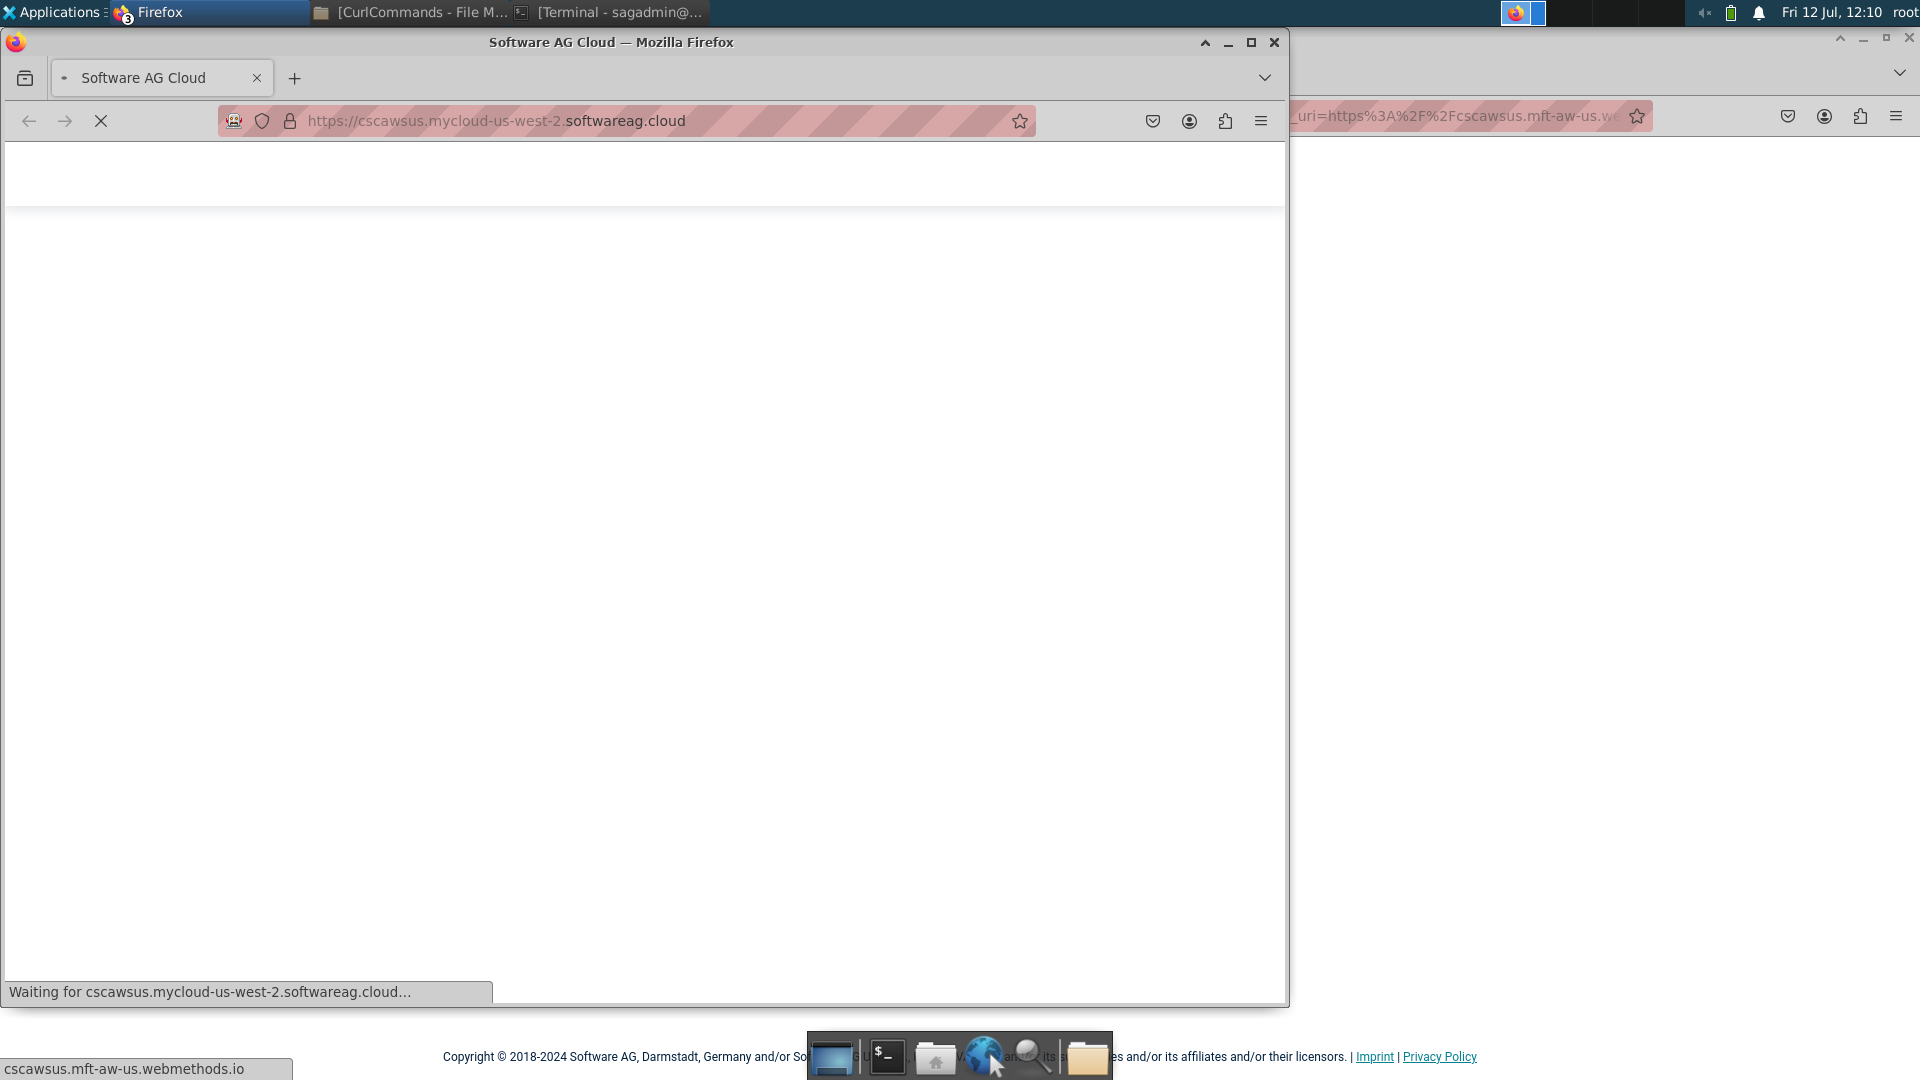 Applications
3
Firefox
[CurlCommands - File M...
[Terminal - sagadmin@...
Fri 12 Jul, 12:10
root
Software AG Cloud — Mozilla Firefox
Software AG Cloud
https://cscawsus.mycloud-us-west-2.softwareag.cloud
_uri=https%3A%2F%2Fcscawsus.mft-aw-us.we
Waiting for cscawsus.mycloud-us-west-2.softwareag.cloud...
$_
Copyright © 2018-2024 Software AG, Darmstadt, Germany and/or So
es and/or its affiliates and/or their licensors. | Imprint | Privacy Policy
cscawsus.mft-aw-us.webmethods.io